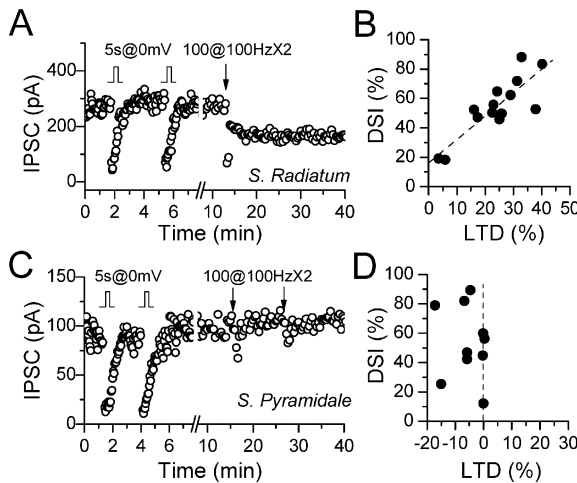 A
5s@0mV 100@100HzX2
IPSC (pA)
400
300
200
100
0
S. Radiatum
0 2 4 6 10 20 30 40
Time (min)
B
DSI (%)
100
80
60
40
20
0
0 10 20 30 40
LTD (%)
C
5s@0mV 100@100HzX2
IPSC (pA)
150
125
100
75
50
25
0
S. Pyramidale
0 2 4 6 10 20 30 40
Time (min)
D
DSI (%)
100
80
60
40
20
0
-20 -10 0 10 20 30
LTD (%)